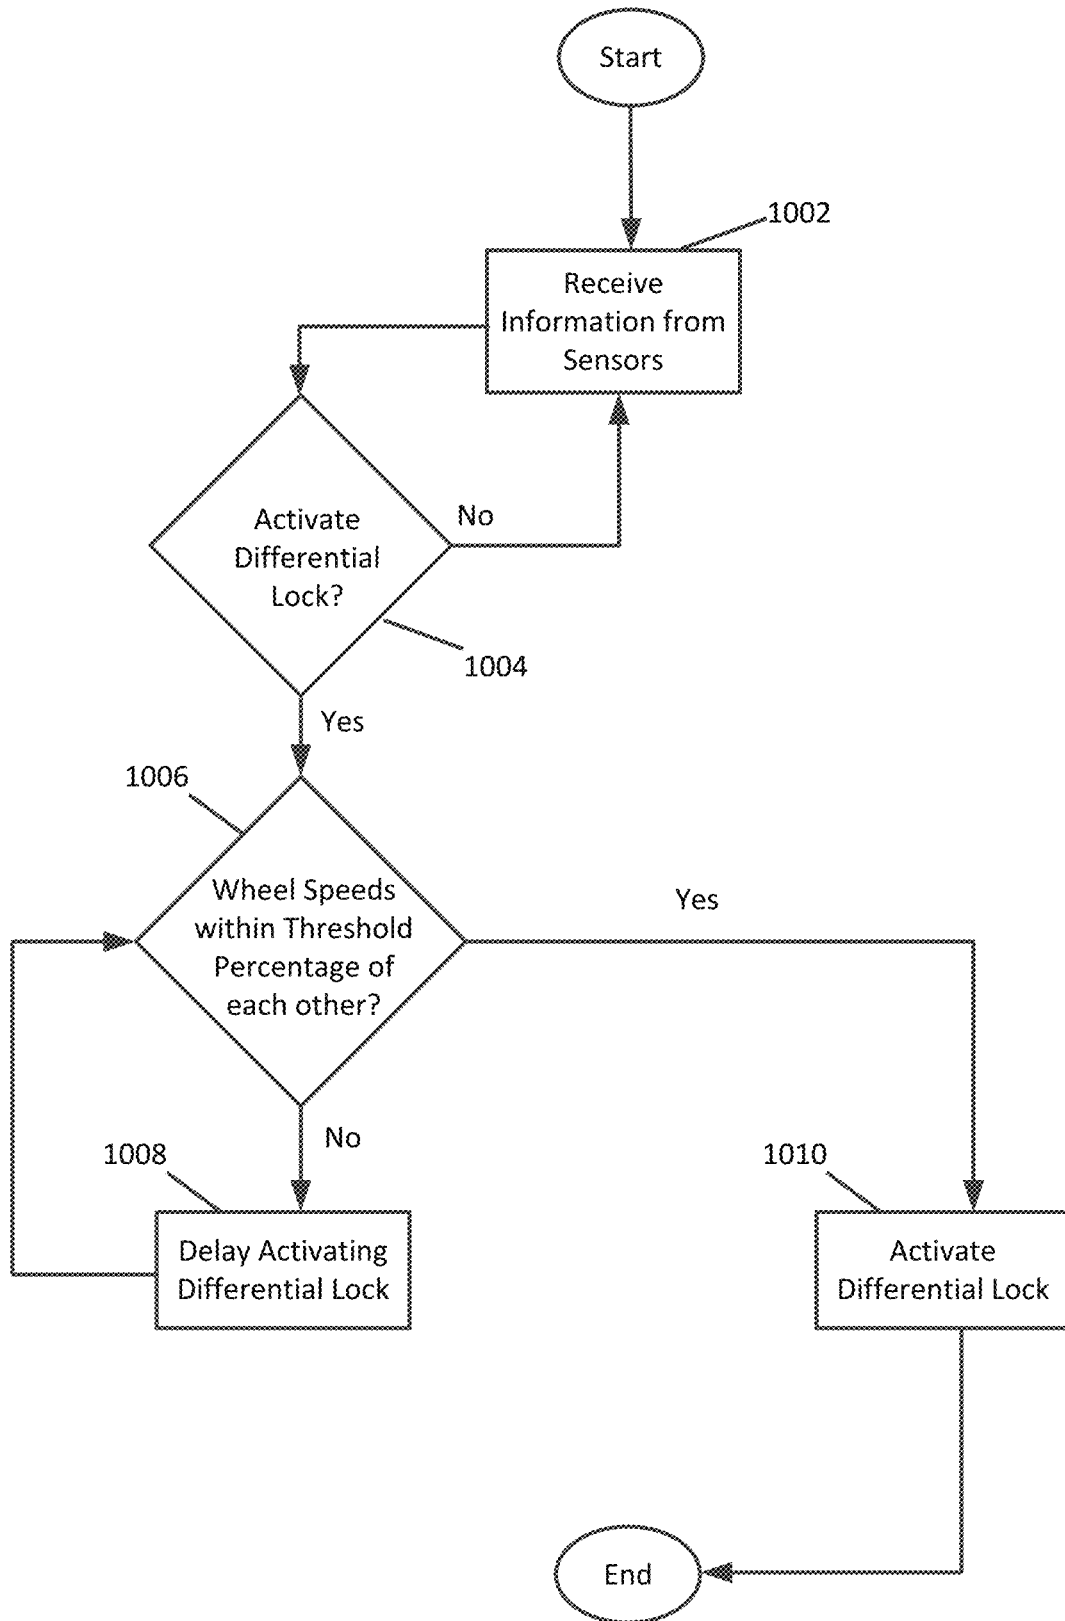 Start
1002
Receive
Information from
Sensors
Activate
Differential
Lock?
No
1004
Yes
1006
Wheel Speeds
within Threshold
Percentage of
each other?
Yes
No
1008
Delay Activating
Differential Lock
1010
Activate
Differential Lock
End